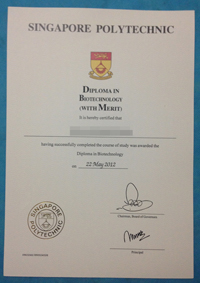 SINGAPORE POLYTECHNIC
DIPLOMA IN
BIOTECHNOLOGY
(WITH MERIT)
It is hereby certified that
having successfully completed the course of study was awarded the
Diploma in Biotechnology
on 22 May 2012
SINGAPORE
POLYTECHNIC
Chairman, Board of Governors
Principal